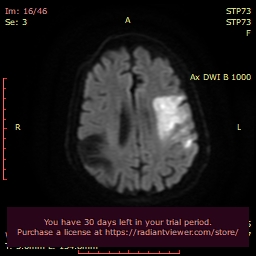 Im: 16/46 STP73
Se: 3 STP73
F
A
Ax DWI B 1000
R L
You have 30 days left in your trial period.
Purchase a license at https://radiantviewer.com/store/